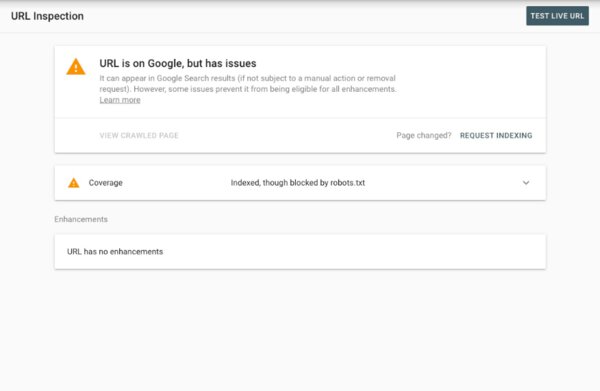 URL Inspection
TEST LIVE URL
URL is on Google, but has issues
It can appear in Google Search results (if not subject to a manual action or removal
request). However, some issues prevent it from being eligible for all enhancements.
Learn more
VIEW CRAWLED PAGE
Page changed?
REQUEST INDEXING
Coverage
Indexed, though blocked by robots.txt
Enhancements
URL has no enhancements